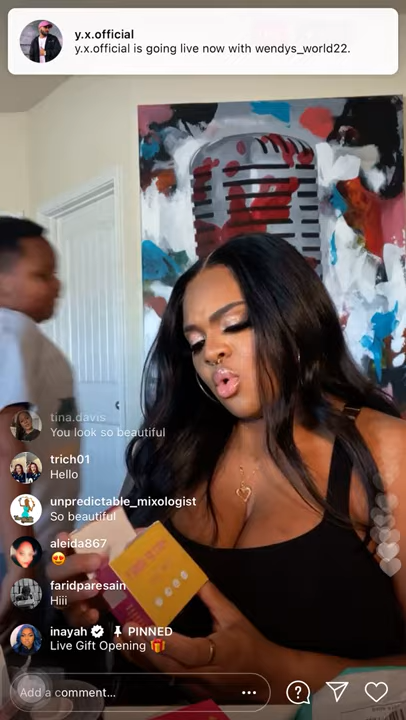 y.x.official
y.x.official is going live now with wendys_world22.
tina.davis
You look so beautiful
trich01
Hello
unpredictable_mixologist
So beautiful
aleida867
😍
faridparesain
Hiii
inayah PINNED
Live Gift Opening 🎁
Add a comment...